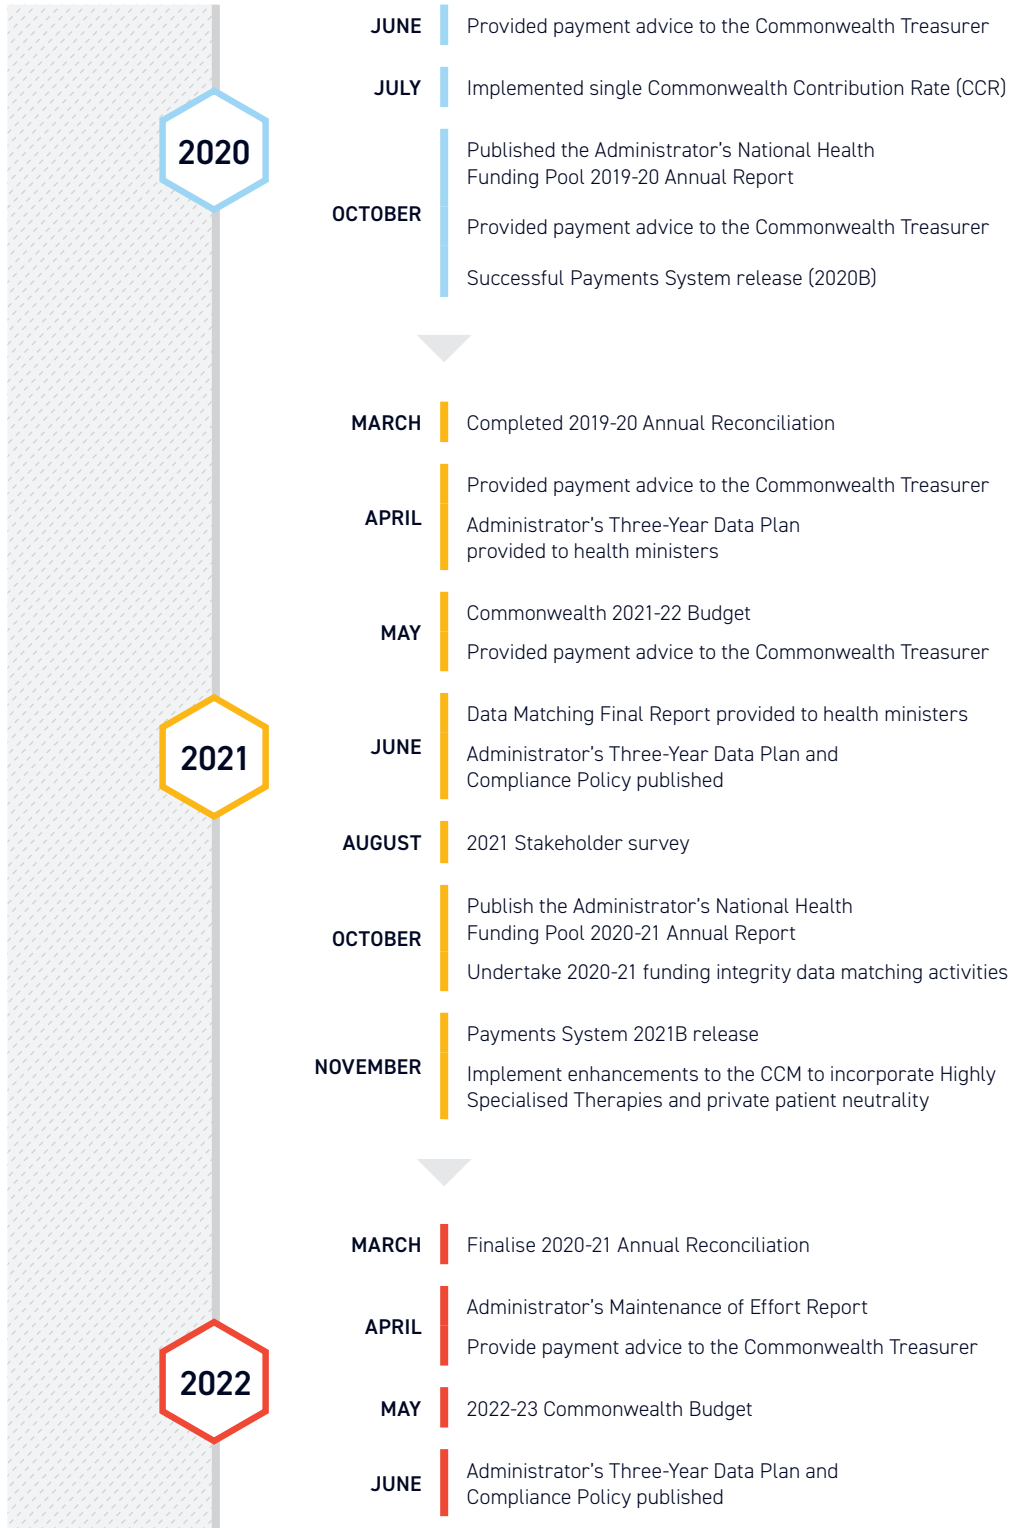 JUNE
Provided payment advice to the Commonwealth Treasurer
JULY
Implemented single Commonwealth Contribution Rate (CCR)
2020
OCTOBER
Published the Administrator's National Health
Funding Pool 2019-20 Annual Report
Provided payment advice to the Commonwealth Treasurer
Successful Payments System release (2020B)
MARCH
Completed 2019-20 Annual Reconciliation
APRIL
Provided payment advice to the Commonwealth Treasurer
Administrator's Three-Year Data Plan
provided to health ministers
MAY
Commonwealth 2021-22 Budget
Provided payment advice to the Commonwealth Treasurer
2021
JUNE
Data Matching Final Report provided to health ministers
Administrator's Three-Year Data Plan and
Compliance Policy published
AUGUST
2021 Stakeholder survey
OCTOBER
Publish the Administrator's National Health
Funding Pool 2020-21 Annual Report
Undertake 2020-21 funding integrity data matching activities
NOVEMBER
Payments System 2021B release
Implement enhancements to the CCM to incorporate Highly
Specialised Therapies and private patient neutrality
MARCH
Finalise 2020-21 Annual Reconciliation
APRIL
Administrator's Maintenance of Effort Report
Provide payment advice to the Commonwealth Treasurer
2022
MAY
2022-23 Commonwealth Budget
JUNE
Administrator's Three-Year Data Plan and
Compliance Policy published